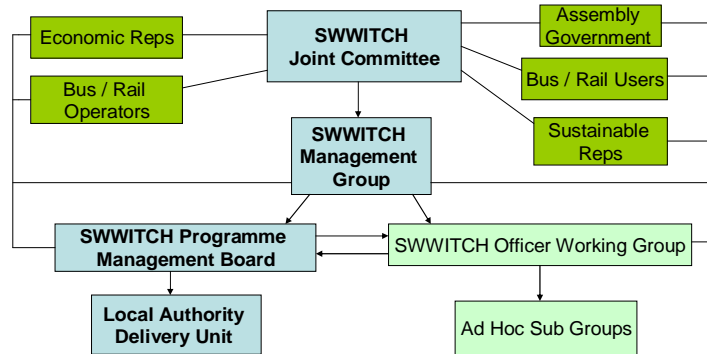 Economic Reps
SWWITCH
Joint Committee
Assembly
Government
Bus / Rail
Operators
Bus / Rail Users
SWWITCH
Management
Group
Sustainable
Reps
SWWITCH Programme
Management Board
SWWITCH Officer Working Group
Local Authority
Delivery Unit
Ad Hoc Sub Groups